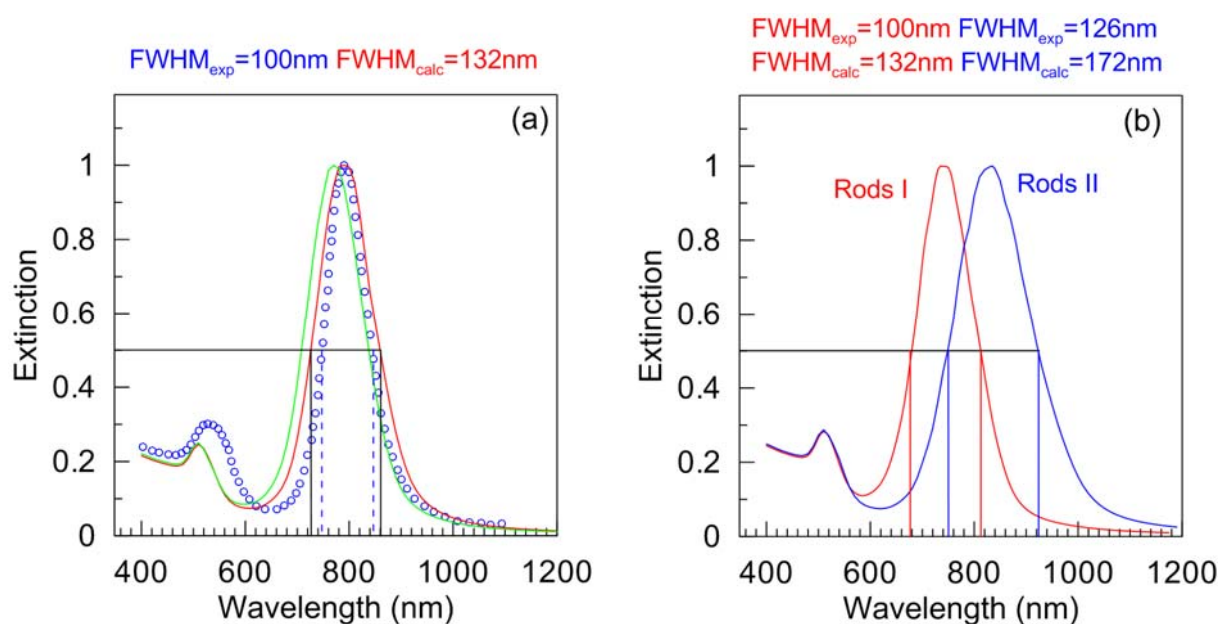 FWHMexp=100nm FWHMcalc=132nm
(a)
1
0.8
0.6
0.4
0.2
0
Extinction
400 600 800 1000 1200
Wavelength (nm)
FWHMexp=100nm FWHMexp=126nm
FWHMcalc=132nm FWHMcalc=172nm
(b)
Rods I
Rods II
1
0.8
0.6
0.4
0.2
0
Extinction
400 600 800 1000 1200
Wavelength (nm)